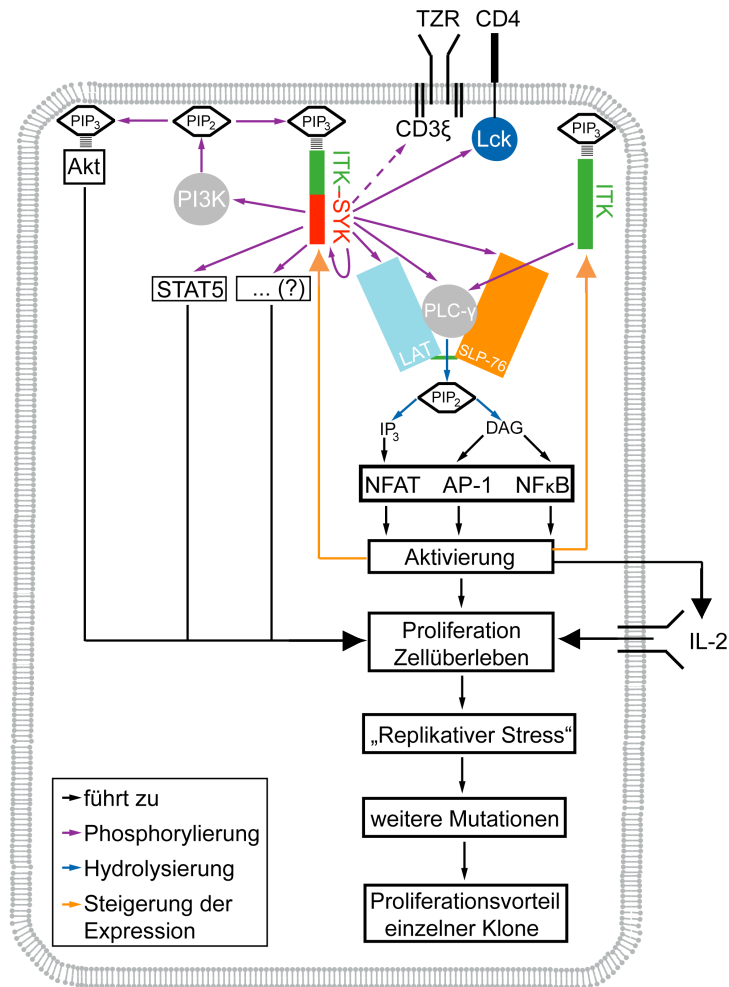 TZR CD4
PIP3 PIP2 PIP3 CD3ξ Lck PIP3
Akt
PI3K
ITK–SYK
ITK
STAT5 ... (?)
PLC-γ
LAT SLP-76
PIP2
IP3 DAG
NFAT AP-1 NFκB
Aktivierung
Proliferation
Zellüberleben
IL-2
„Replikativer Stress“
weitere Mutationen
Proliferationsvorteil
einzelner Klone
führt zu
Phosphorylierung
Hydrolysierung
Steigerung der
Expression